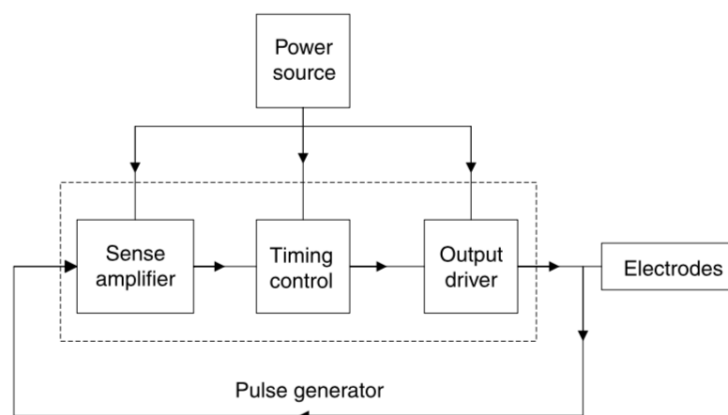 Power
source
Sense
amplifier
Timing
control
Output
driver
Electrodes
Pulse generator